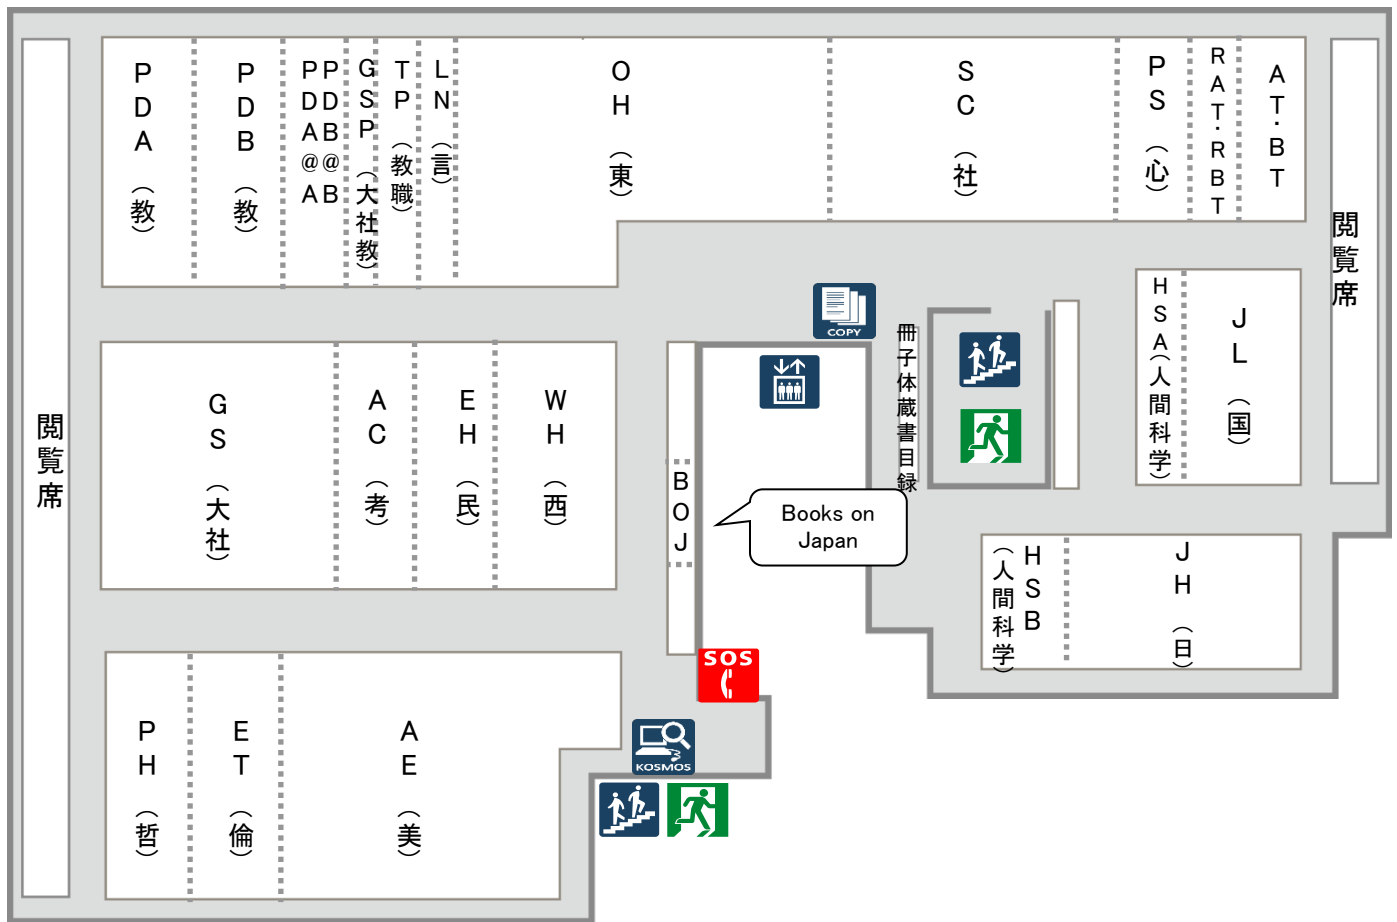 PDA（教）
PDB（教）
PDA@A
PDB@B
GSP（大社教）
TP（教職）
LN（言）
OH（東）
SC（社）
PS（心）
RAT・RBT
AT・BT
閲覧席
閲覧席
GS（大社）
AC（考）
EH（民）
WH（西）
BOJ
Books on
Japan
COPY
冊子体蔵書目録
HSA（人間科学）
JL（国）
HSB
（人間科学）
JH（日）
SOS
KOSMOS
PH（哲）
ET（倫）
AE（美）